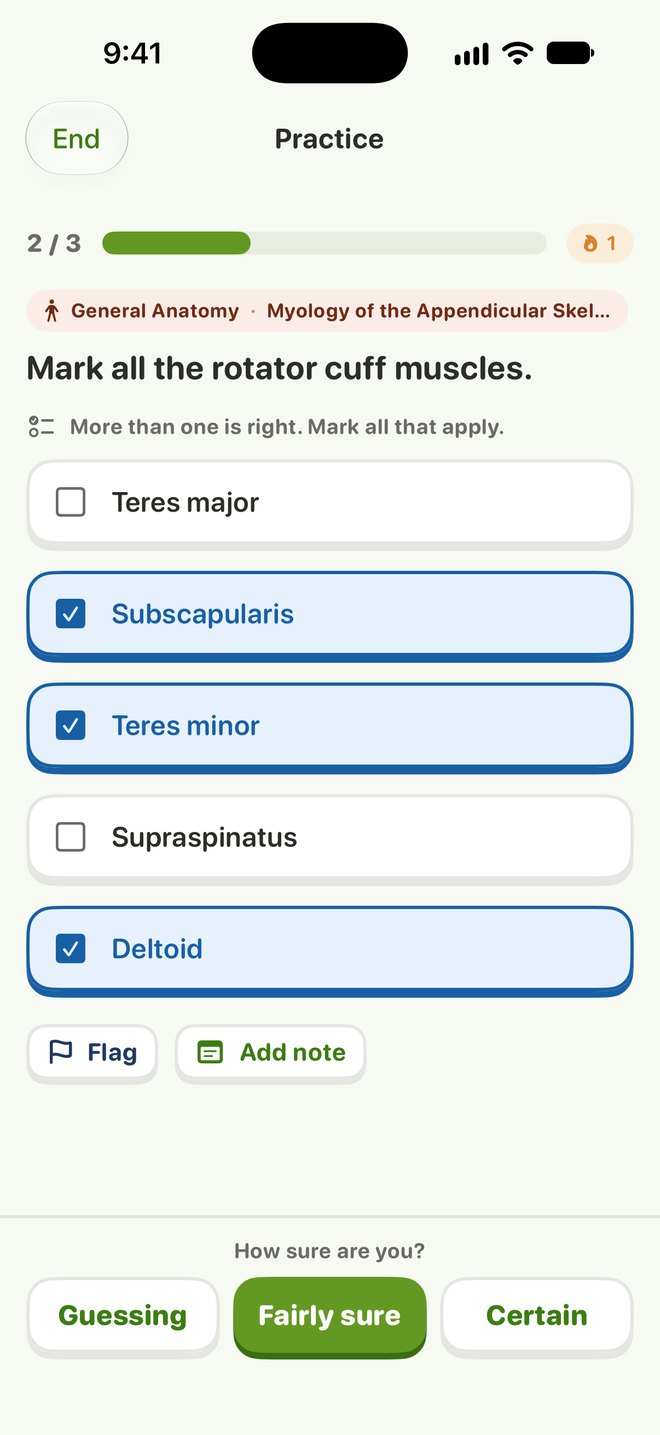 9:41
End
Practice
2 / 3
1
General Anatomy · Myology of the Appendicular Skel...
Mark all the rotator cuff muscles.
More than one is right. Mark all that apply.
Teres major
Subscapularis
Teres minor
Supraspinatus
Deltoid
Flag
Add note
How sure are you?
Guessing
Fairly sure
Certain